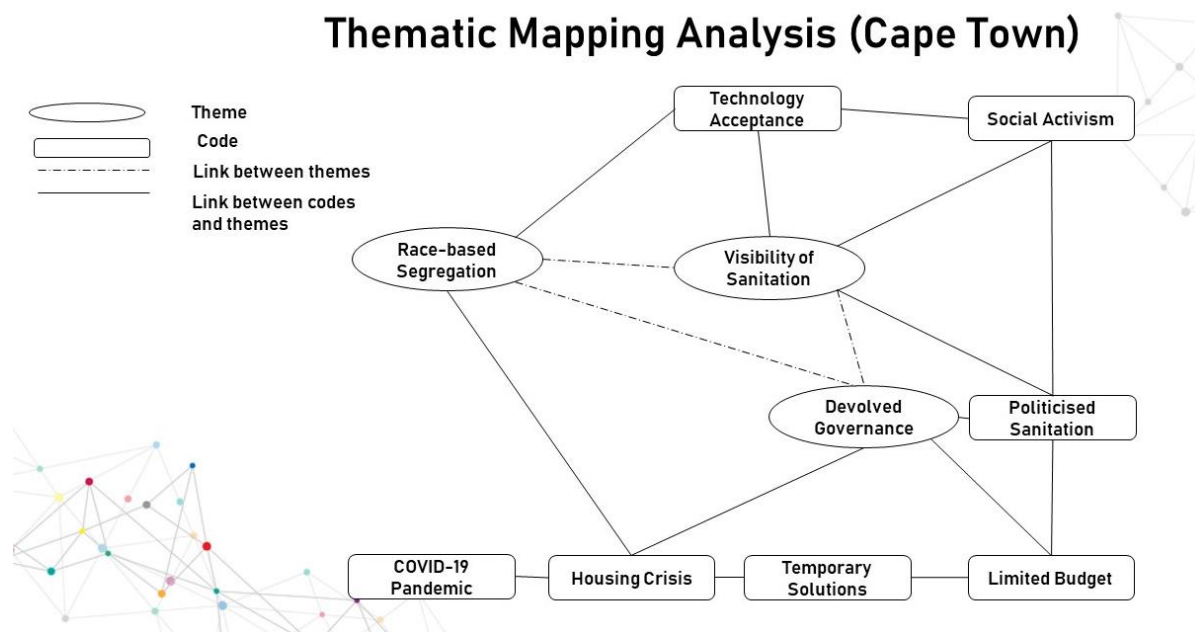 Thematic Mapping Analysis (Cape Town)
Theme
Code
Link between themes
Link between codes
and themes
Technology
Acceptance
Social Activism
Race-based
Segregation
Visibility of
Sanitation
Devolved
Governance
Politicised
Sanitation
COVID-19
Pandemic
Housing Crisis
Temporary
Solutions
Limited Budget